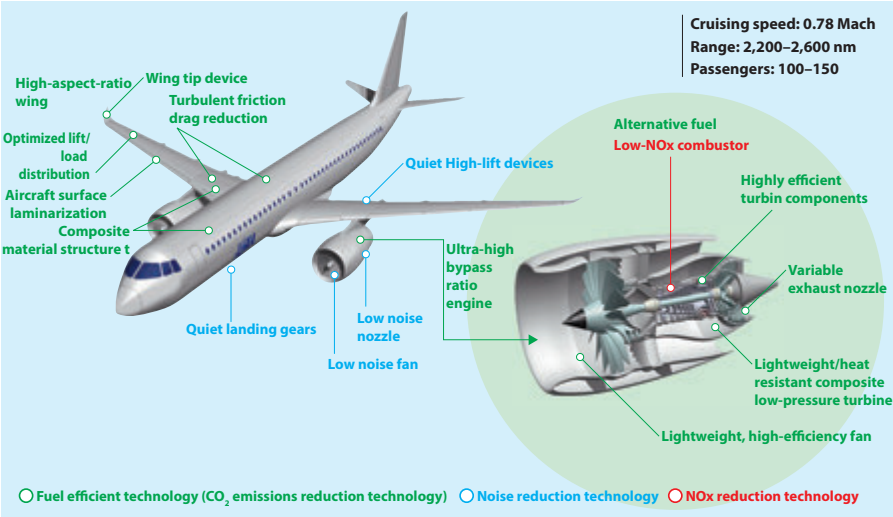 Cruising speed: 0.78 Mach
Range: 2,200–2,600 nm
Passengers: 100–150
High-aspect-ratio
wing
Wing tip device
Turbulent friction
drag reduction
Optimized lift/
load
distribution
Aircraft surface
laminarization
Composite
material structure t
Quiet High-lift devices
Quiet landing gears
Low noise
nozzle
Low noise fan
Ultra-high
bypass
ratio
engine
Alternative fuel
Low-NOx combustor
Highly efficient
turbin components
Variable
exhaust nozzle
Lightweight/heat
resistant composite
low-pressure turbine
Lightweight, high-efficiency fan
Fuel efficient technology (CO₂ emissions reduction technology)
Noise reduction technology
NOx reduction technology